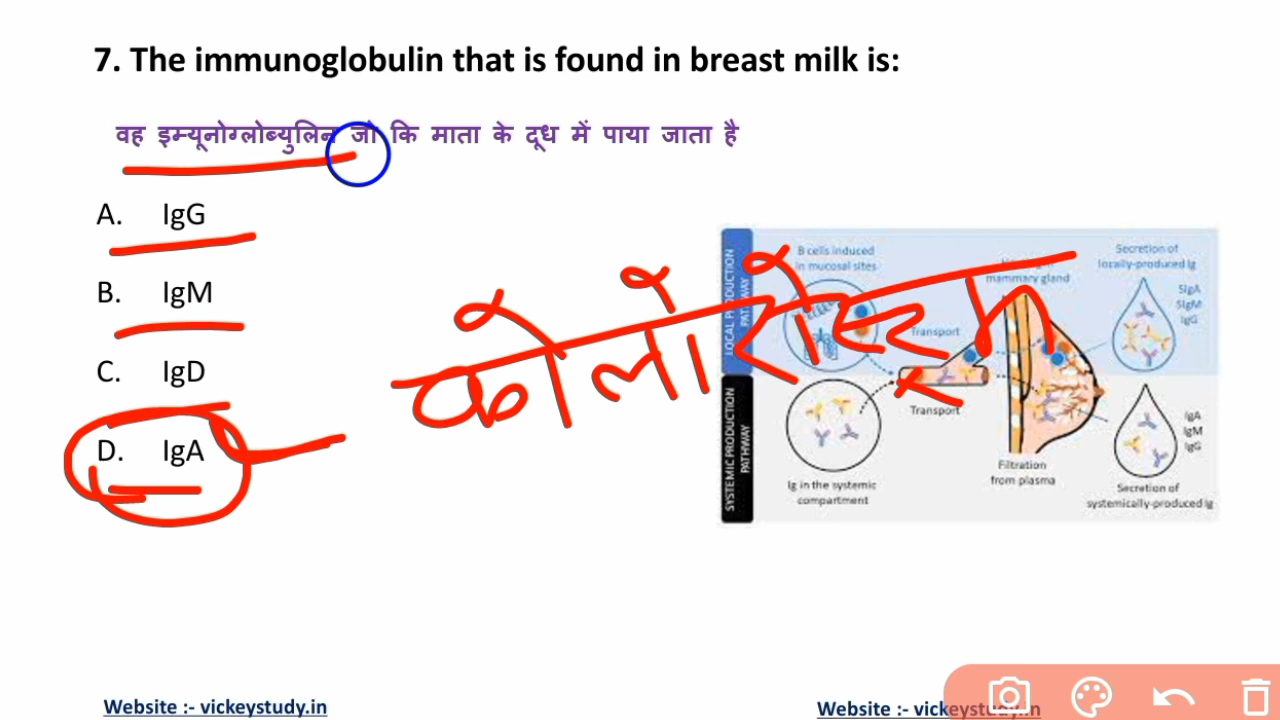 7. The immunoglobulin that is found in breast milk is:
वह इम्यूनोग्लोब्युलिन जो कि माता के दूध में पाया जाता है
A. IgG
B. IgM
C. IgD
D. IgA
कोलोस्ट्रम
LOCAL PRODUCTION
PATHWAY
B cells induced
in mucosal sites
Transport
mammary gland
Secretion of
locally-produced Ig
SIgA
SIgM
IgG
SYSTEMIC PRODUCTION
PATHWAY
Ig in the systemic
compartment
Transport
Filtration
from plasma
IgA
IgM
IgG
Secretion of
systemically-produced Ig
Website :- vickeystudy.in
Website :- vickeystudy.in